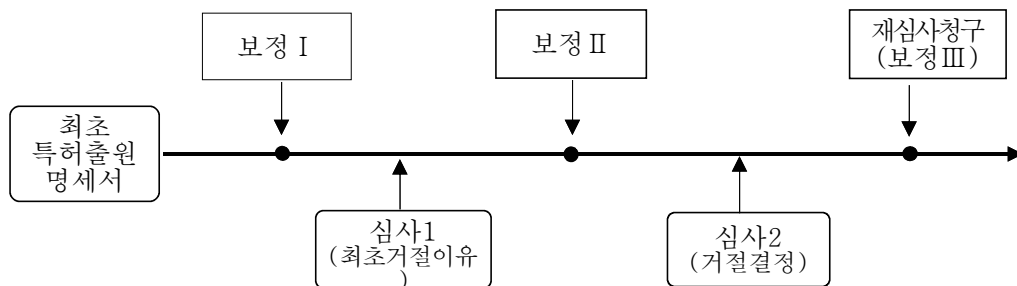 보정Ⅰ
보정Ⅱ
재심사청구
(보정Ⅲ)
최초
특허출원
명세서
심사1
(최초거절이유
)
심사2
(거절결정)